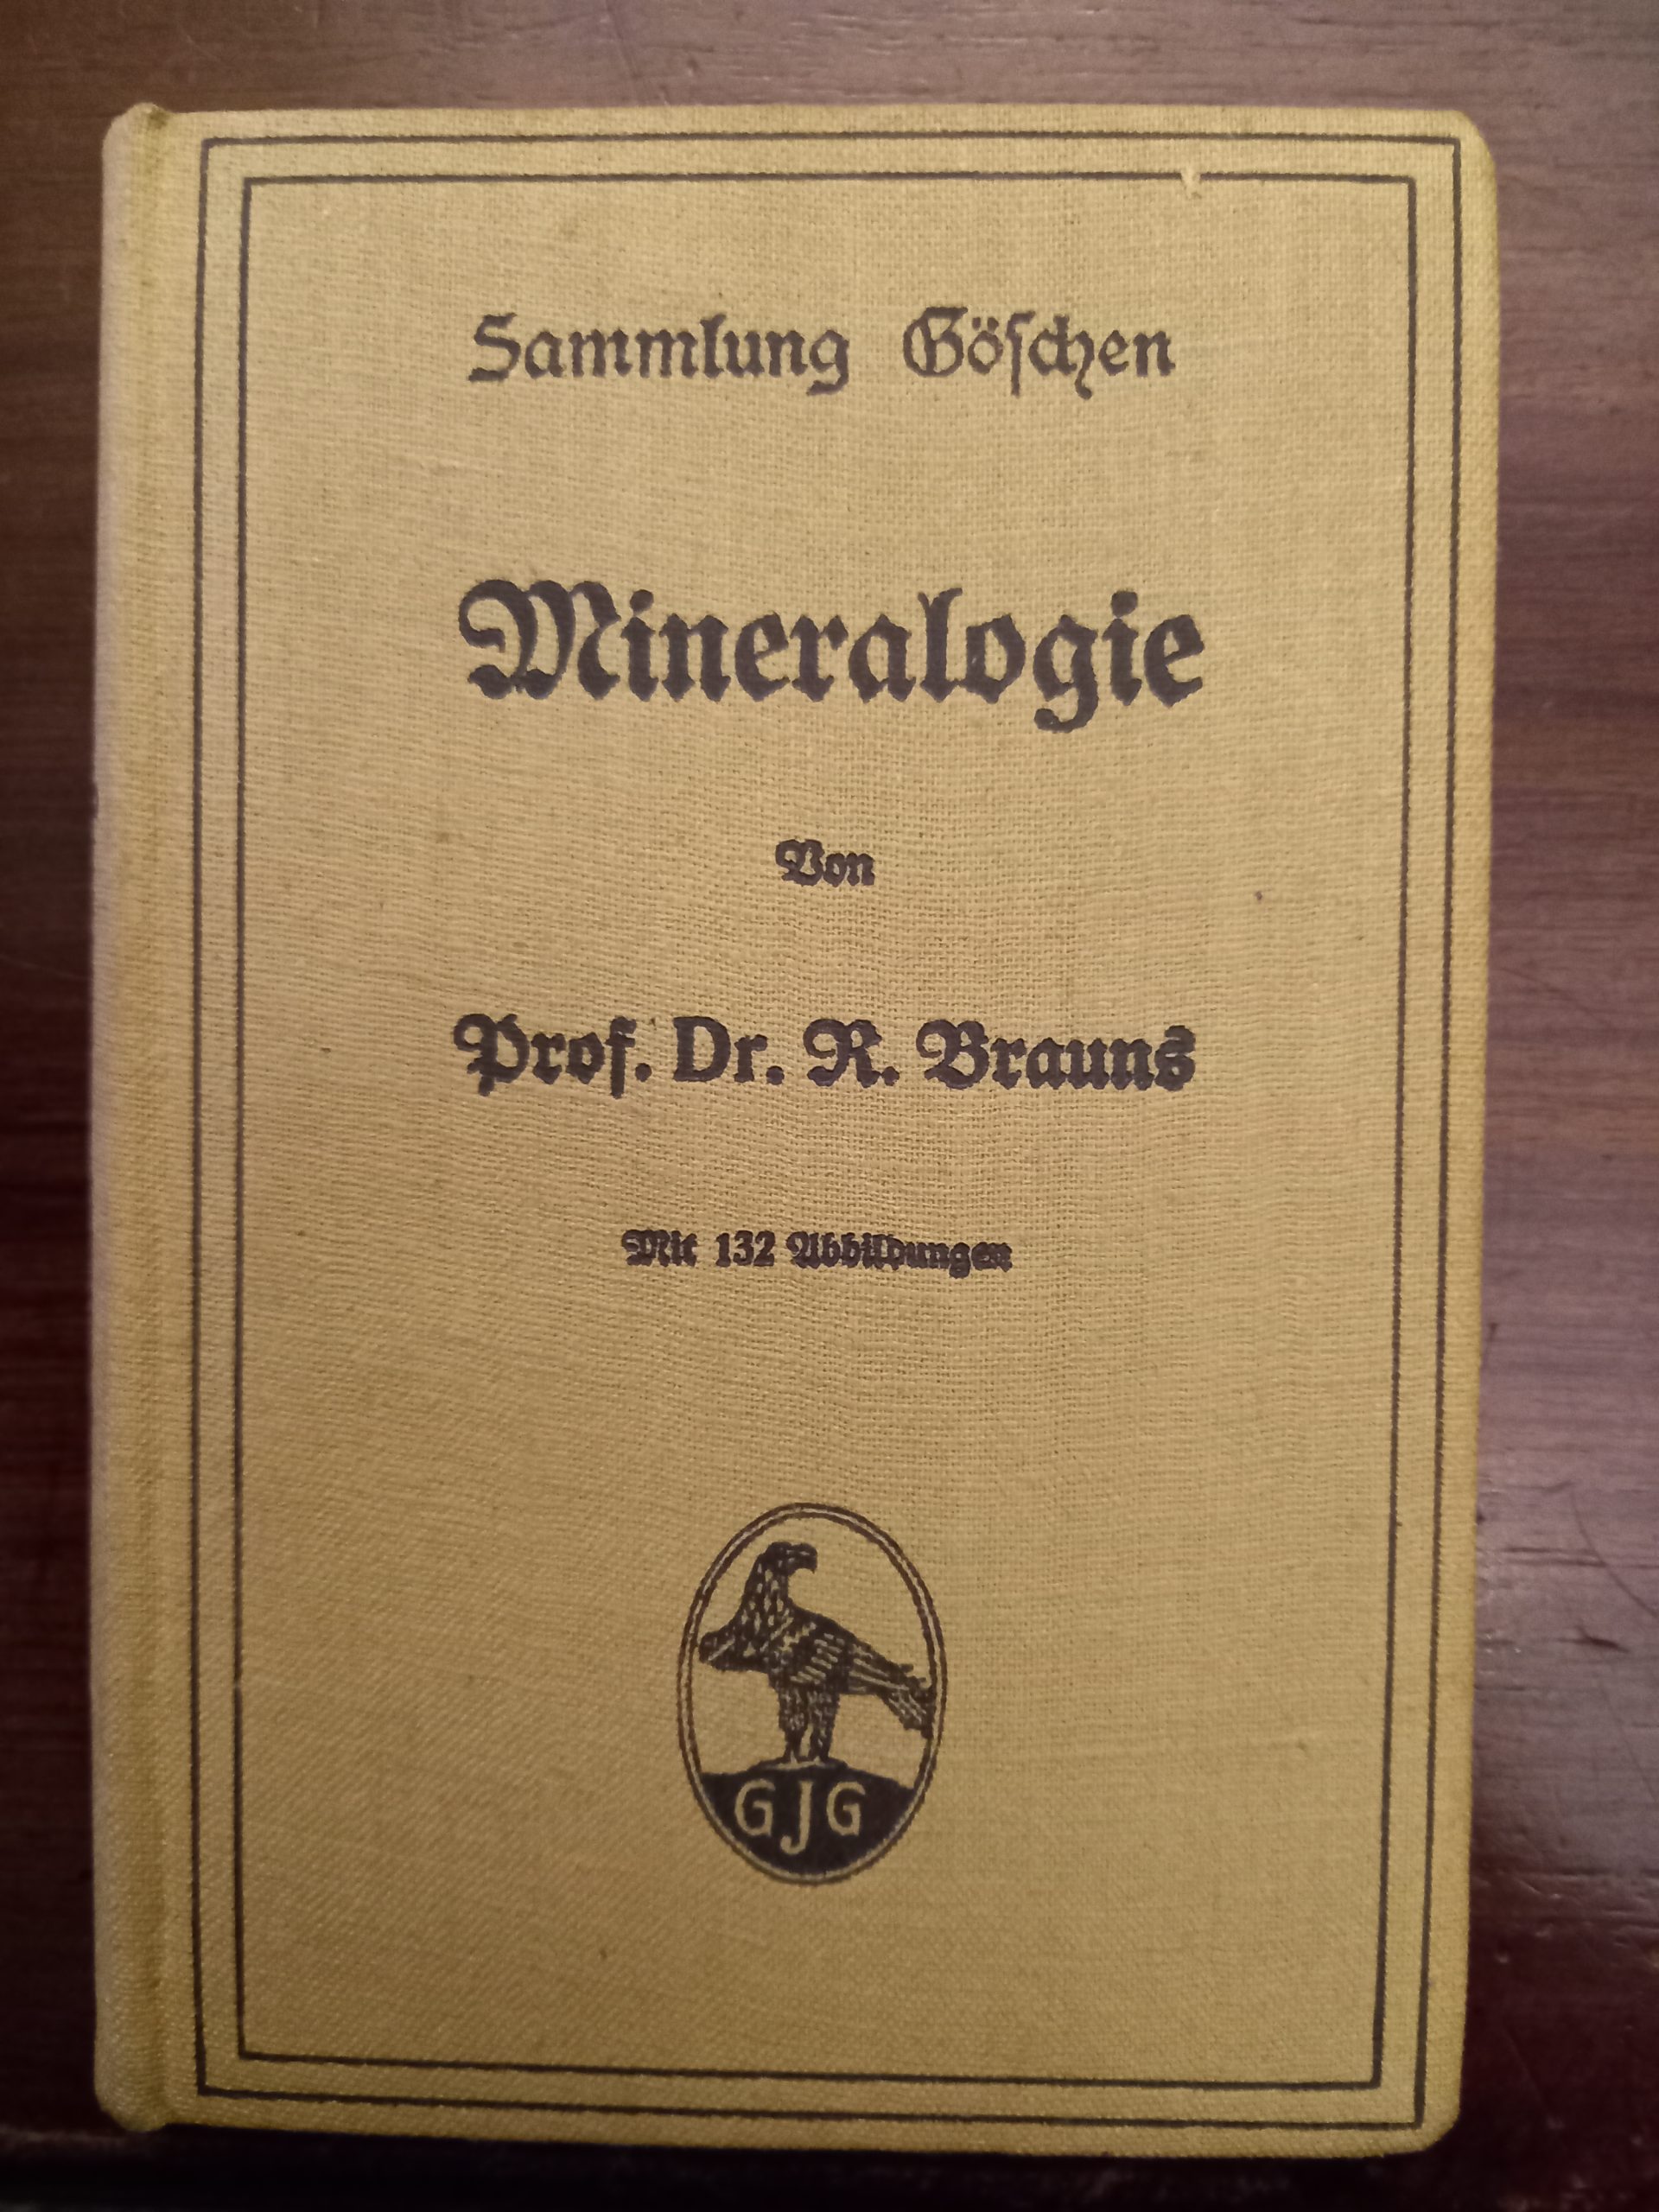 Sammlung Göſchen
Mineralogie
Von
Prof. Dr. R. Brauns
Mit 132 Abbildungen
GJG